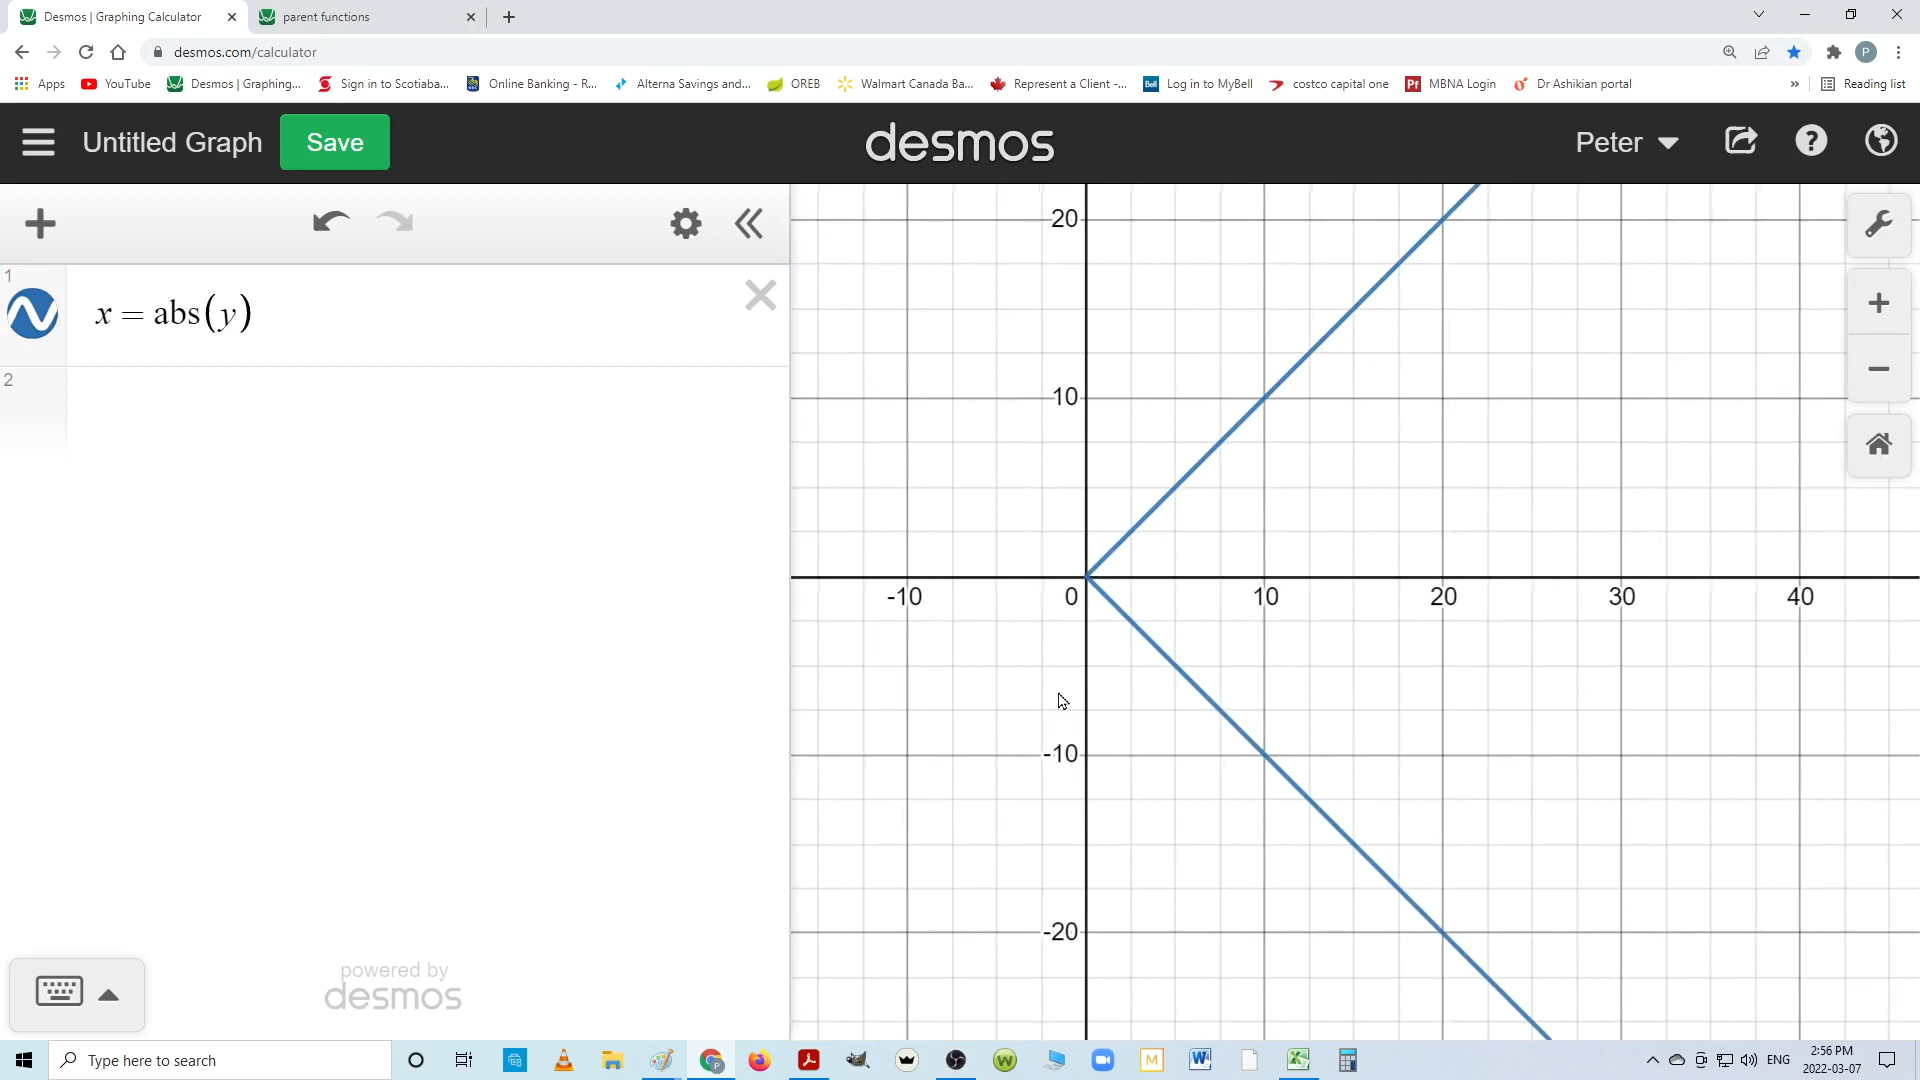 Desmos | Graphing Calculator
parent functions
desmos.com/calculator
P
Apps
YouTube
Desmos | Graphing...
Sign in to Scotiaba...
Online Banking - R...
Alterna Savings and...
OREB
Walmart Canada Ba...
Represent a Client -...
Bell
Log in to MyBell
costco capital one
Pf
MBNA Login
Dr Ashikian portal
»
Reading list
Untitled Graph
Save
desmos
Peter
?
1
x = abs(y)
2
20
10
-10
0
10
20
30
40
-10
-20
powered by
desmos
Type here to search
ENG
2:56 PM
2022-03-07